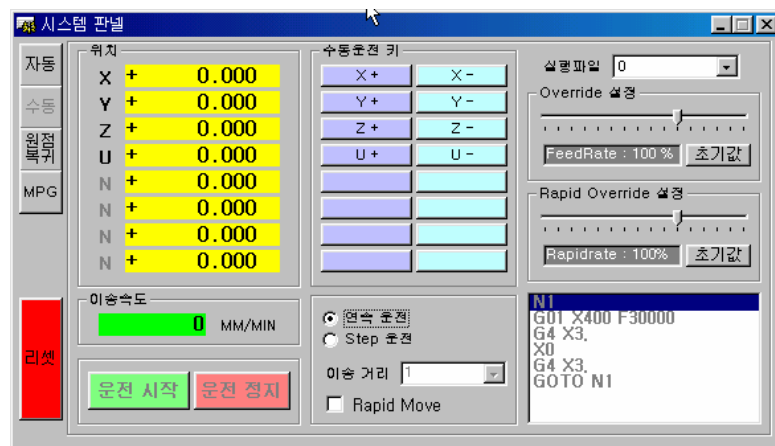 시스템 판넬
자동
수동
원점
복귀
MPG
리셋
위치
X + 0.000
Y + 0.000
Z + 0.000
U + 0.000
N + 0.000
N + 0.000
N + 0.000
N + 0.000
이송속도
0 MM/MIN
운전 시작 운전 정지
수동운전 키
X + X -
Y + Y -
Z + Z -
U + U -
연속 운전
Step 운전
이송 거리 1
Rapid Move
실행파일 0
Override 설정
FeedRate : 100 % 초기값
Rapid Override 설정
Rapidrate : 100% 초기값
N1
G01 X400 F30000
G4 X3,
X0
G4 X3,
GOTO N1